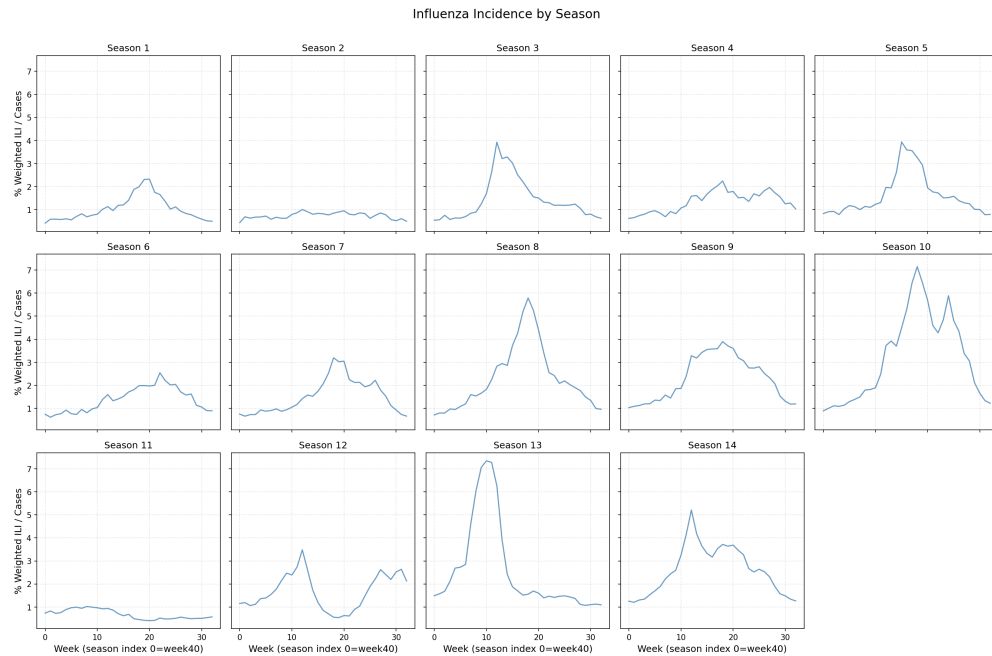 Influenza Incidence by Season
Season 1
Season 2
Season 3
Season 4
Season 5
% Weighted ILI / Cases
7
6
5
4
3
2
1
Season 6
Season 7
Season 8
Season 9
Season 10
% Weighted ILI / Cases
7
6
5
4
3
2
1
Season 11
Season 12
Season 13
Season 14
% Weighted ILI / Cases
7
6
5
4
3
2
1
0 10 20 30
0 10 20 30
0 10 20 30
0 10 20 30
Week (season index 0=week40)
Week (season index 0=week40)
Week (season index 0=week40)
Week (season index 0=week40)